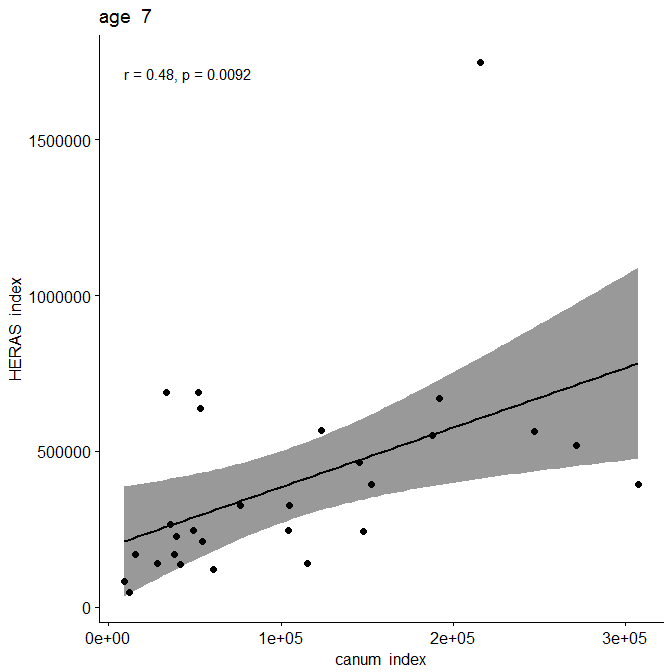 age 7
r = 0.48, p = 0.0092
HERAS index
1500000
1000000
500000
0
0e+00 1e+05 2e+05 3e+05
canum index